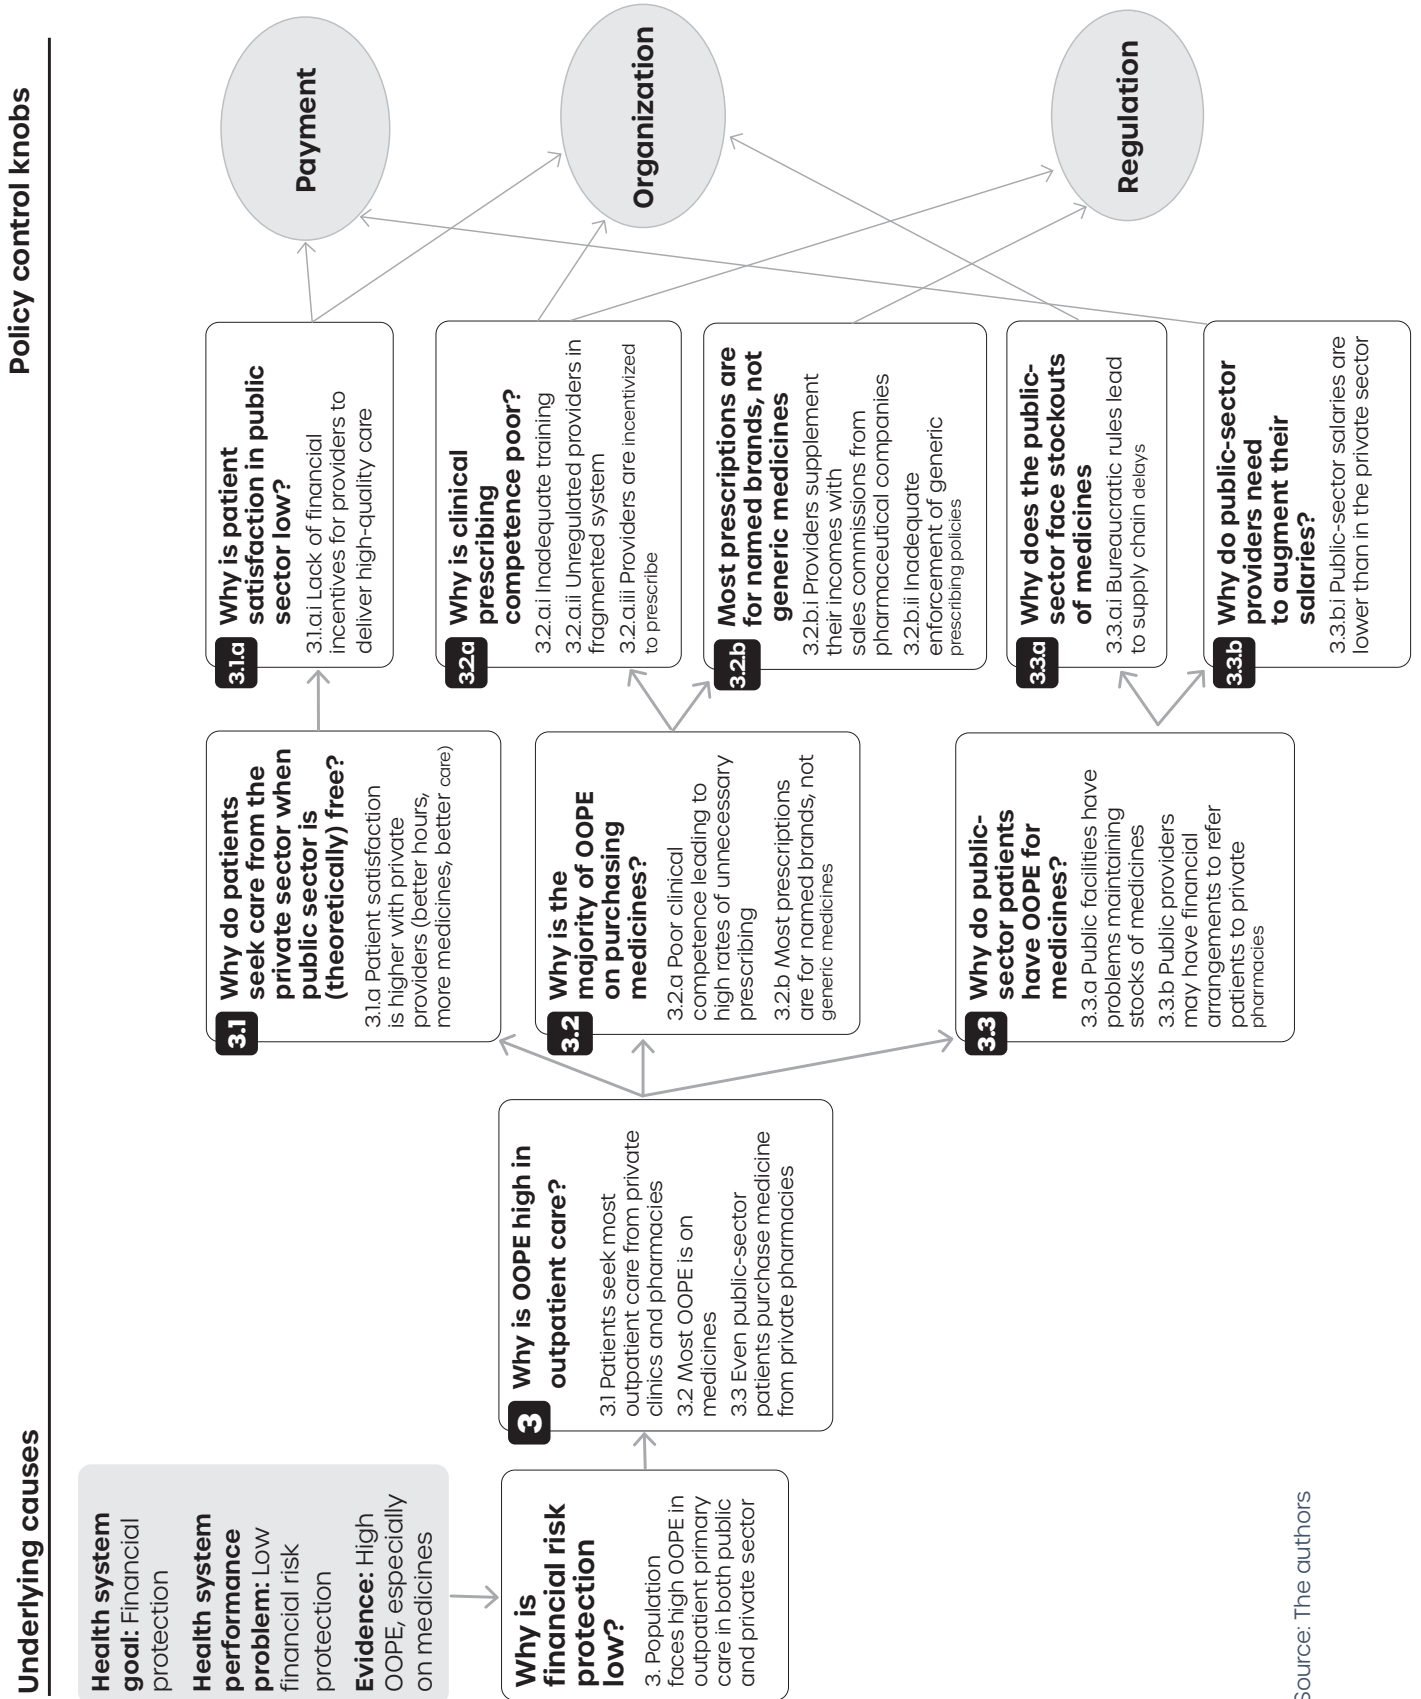 Underlying causes
Policy control knobs
Health system
goal: Financial
protection
Health system
performance
problem: Low
financial risk
protection
Evidence: High
OOPE, especially
on medicines
Why is
financial risk
protection
low?
3. Population
faces high OOPE in
outpatient primary
care in both public
and private sector
3
Why is OOPE high in
outpatient care?
3.1 Patients seek most
outpatient care from private
clinics and pharmacies
3.2 Most OOPE is on
medicines
3.3 Even public-sector
patients purchase medicine
from private pharmacies
3.1
Why do patients
seek care from the
private sector when
public sector is
(theoretically) free?
3.1.a Patient satisfaction
is higher with private
providers (better hours,
more medicines, better care)
3.2
Why is the
majority of OOPE
on purchasing
medicines?
3.2.a Poor clinical
competence leading to
high rates of unnecessary
prescribing
3.2.b Most prescriptions
are for named brands, not
generic medicines
3.3
Why do public-
sector patients
have OOPE for
medicines?
3.3.a Public facilities have
problems maintaining
stocks of medicines
3.3.b Public providers
may have financial
arrangements to refer
patients to private
pharmacies
3.1.a
Why is patient
satisfaction in public
sector low?
3.1.a.i Lack of financial
incentives for providers to
deliver high-quality care
3.2.a
Why is clinical
prescribing
competence poor?
3.2.a.i Inadequate training
3.2.a.ii Unregulated providers in
fragmented system
3.2.a.iii Providers are incentivized
to prescribe
3.2.b
Most prescriptions are
for named brands, not
generic medicines
3.2.b.i Providers supplement
their incomes with
sales commissions from
pharmaceutical companies
3.2.b.ii Inadequate
enforcement of generic
prescribing policies
3.3.a
Why does the public-
sector face stockouts
of medicines
3.3.a.i Bureaucratic rules lead
to supply chain delays
3.3.b
Why do public-sector
providers need
to augment their
salaries?
3.3.b.i Public-sector salaries are
lower than in the private sector
Payment
Organization
Regulation
Source: The authors